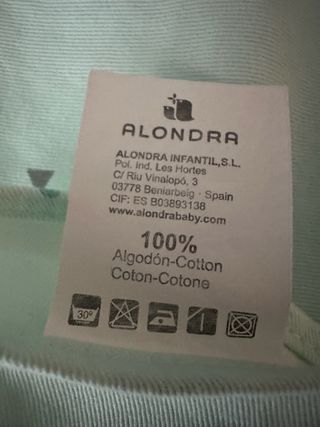 ALONDRA
ALONDRA INFANTIL,S.L.
Pol. Ind. Les Hortes
C/ Riu Vinalopó, 3
03778 Beniarbeig - Spain
CIF: ES B03893138
www.alondrababy.com
100%
Algodón-Cotton
Coton-Cotone
30º